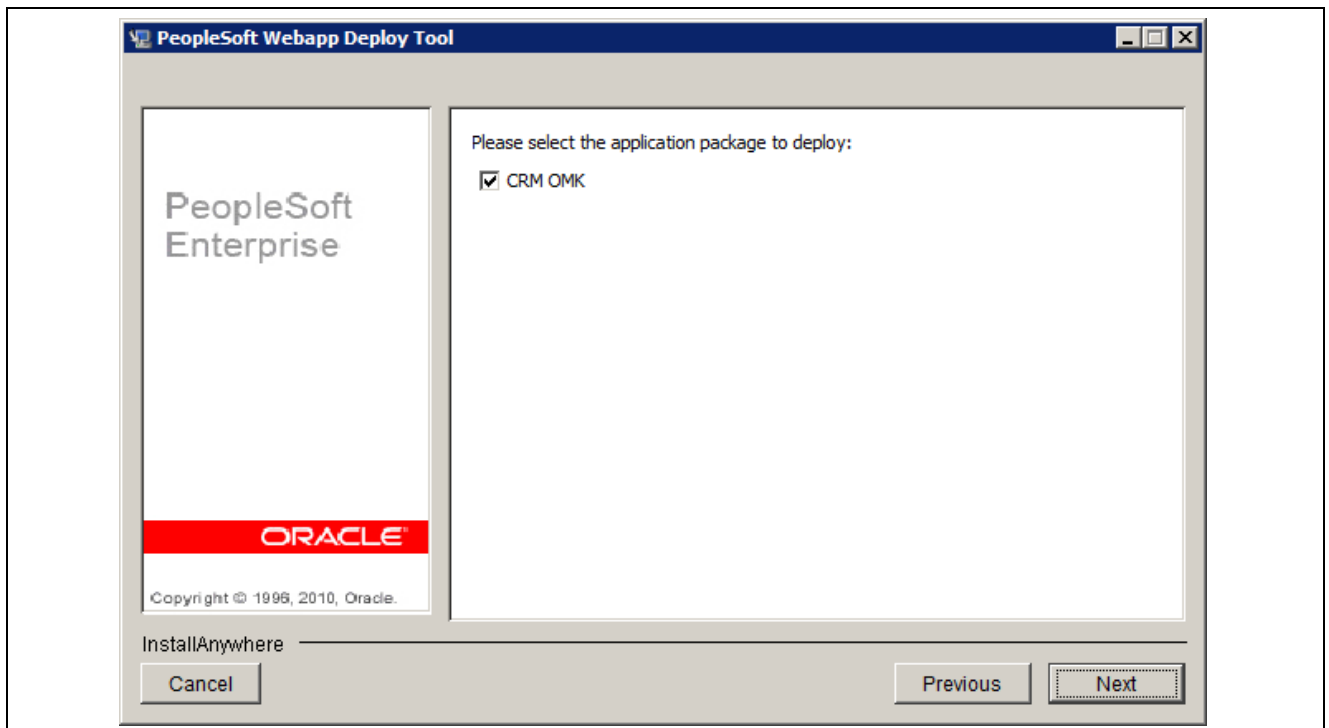 PeopleSoft Webapp Deploy Tool
PeopleSoft
Enterprise
ORACLE
Copyright © 1996, 2010, Oracle.
Please select the application package to deploy:
CRM OMK
InstallAnywhere
Cancel
Previous
Next